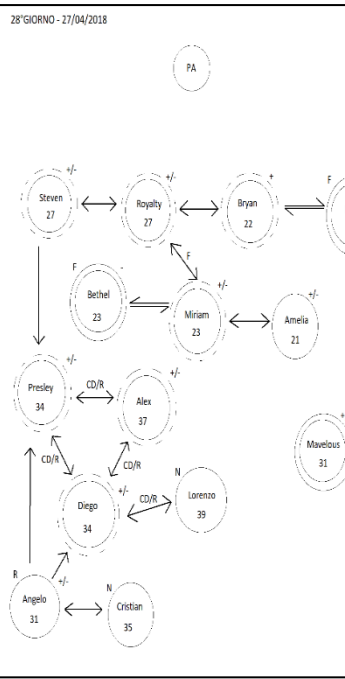 28°GIORNO - 27/04/2018
PA
+/-
Steven
27
+/-
Royalty
27
+
Bryan
22
F
F
F
-
Bethel
23
+/-
Miriam
23
+/-
Amelia
21
+/-
Presley
34
CD/R
+/-
Alex
37
+
Mavelous
31
CD/R
CD/R
+/-
Diego
34
CD/R
N
Lorenzo
39
R
+/-
Angelo
31
N
Cristian
35